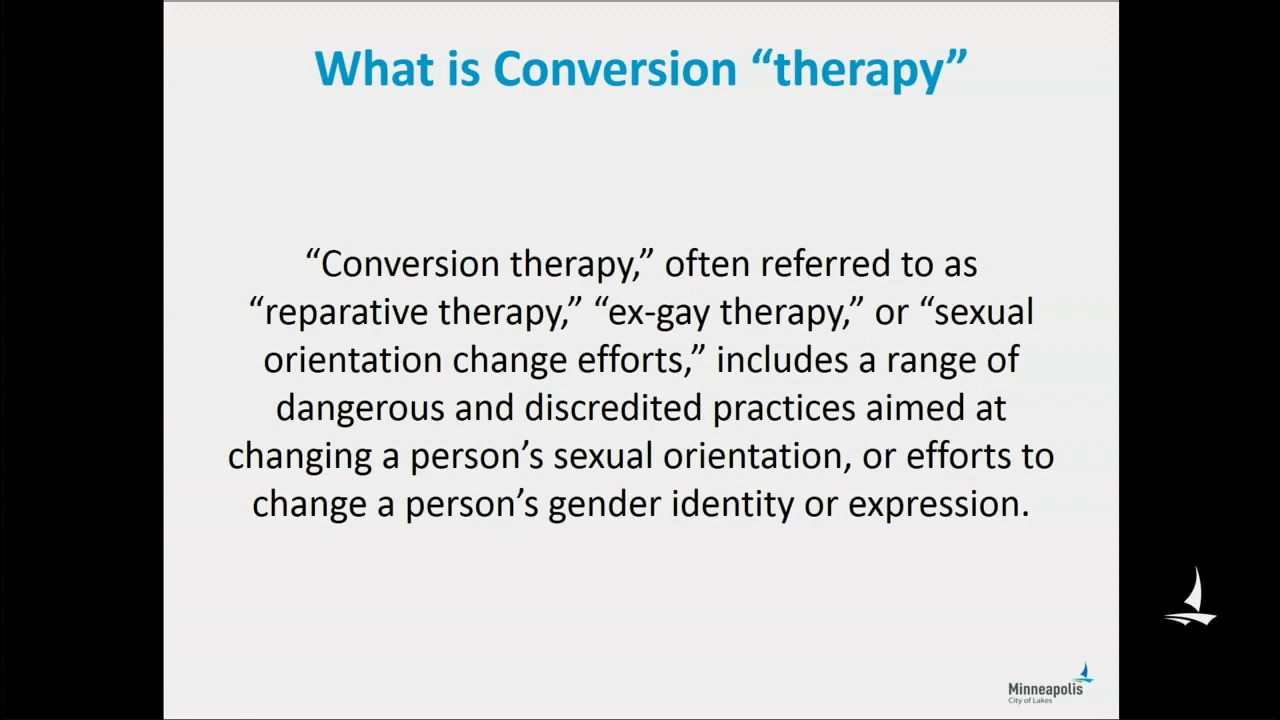 What is Conversion “therapy”
“Conversion therapy,” often referred to as
“reparative therapy,” “ex-gay therapy,” or “sexual
orientation change efforts,” includes a range of
dangerous and discredited practices aimed at
changing a person’s sexual orientation, or efforts to
change a person’s gender identity or expression.
Minneapolis
City of Lakes